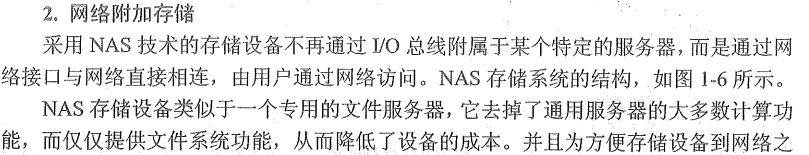 2. 网络附加存储
采用 NAS 技术的存储设备不再通过 I/O 总线附属于某个特定的服务器，而是通过网
络接口与网络直接相连，由用户通过网络访问。NAS 存储系统的结构，如图 1-6 所示。
NAS 存储设备类似于一个专用的文件服务器，它去掉了通用服务器的大多数计算功
能，而仅仅提供文件系统功能，从而降低了设备的成本。并且为方便存储设备到网络之